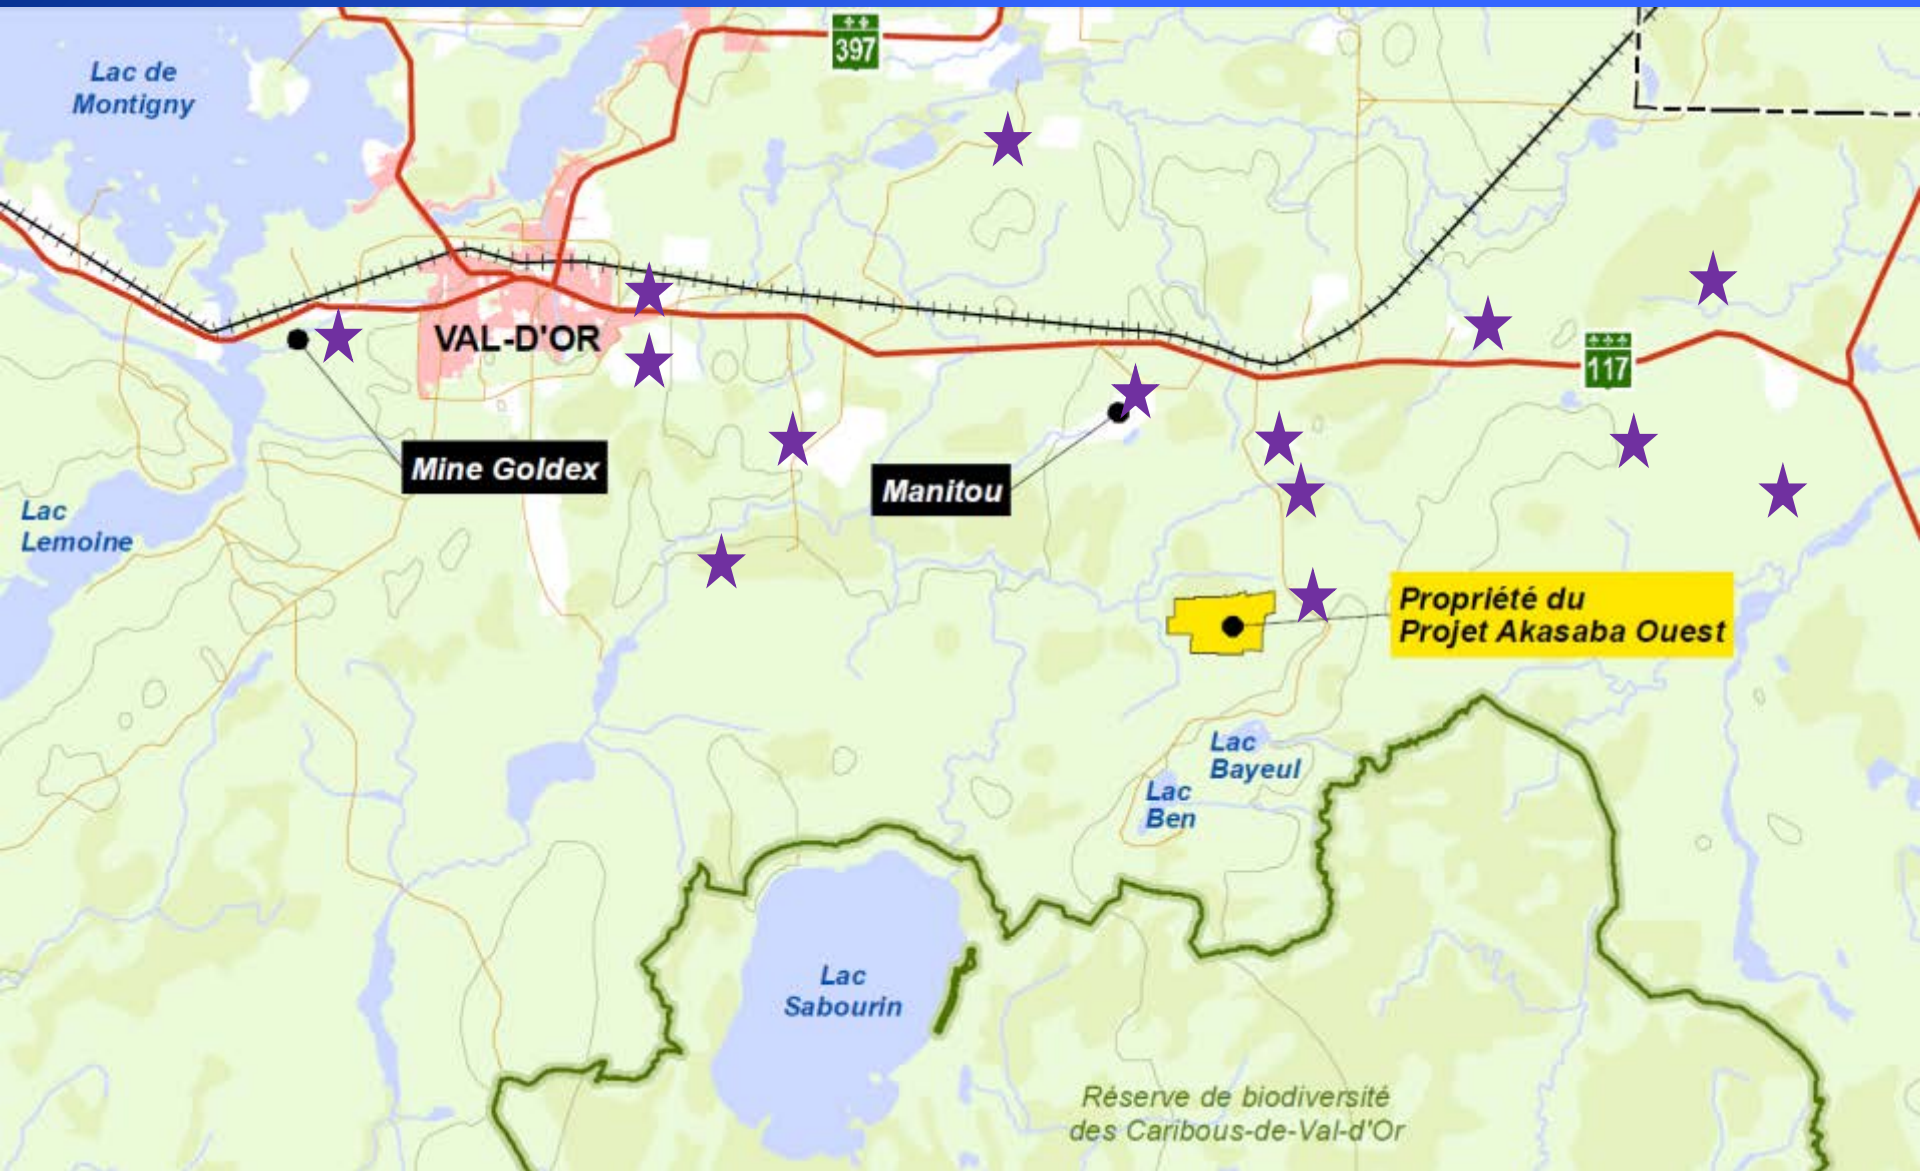 397
Lac de
Montigny
VAL-D'OR
117
Mine Goldex
Manitou
Lac
Lemoine
Propriété du
Projet Akasaba Ouest
Lac
Bayeul
Lac
Ben
Lac
Sabourin
Réserve de biodiversité
des Caribous-de-Val-d'Or